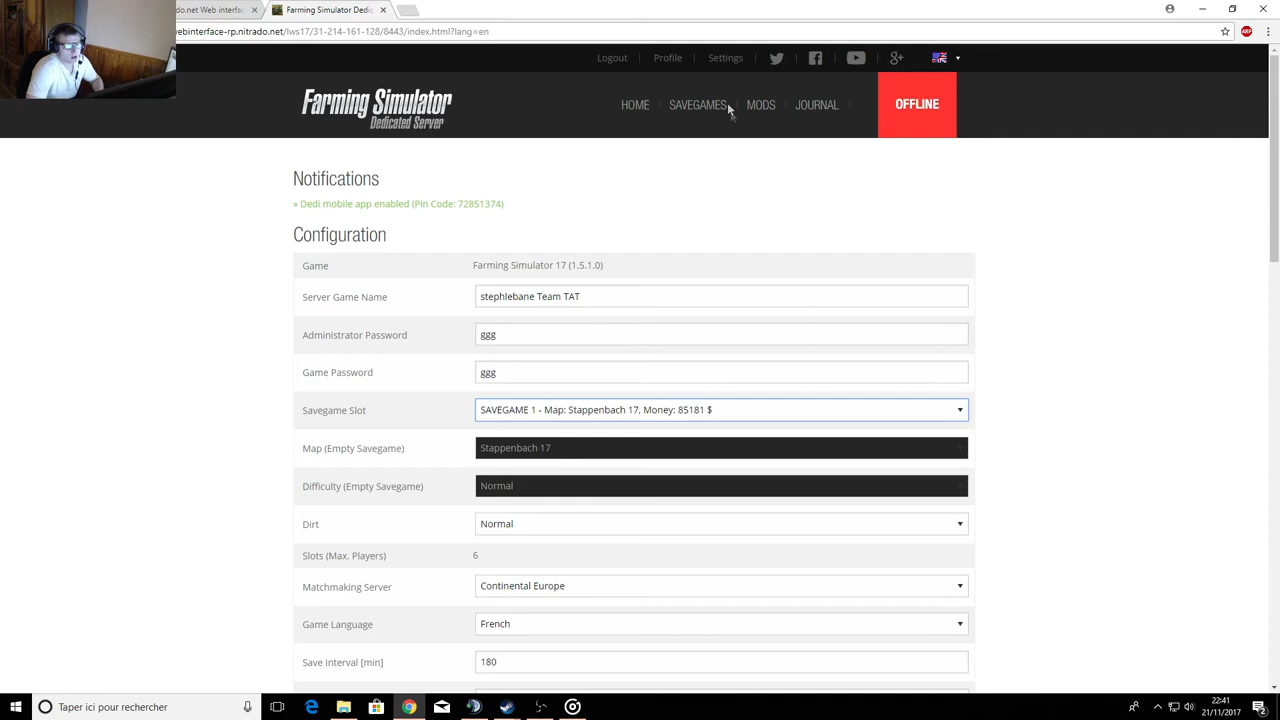 do.net Web interfac
Farming Simulator Dedic
webinterface-rp.nitrado.net/lws17/31-214-161-128/8443/index.html?lang=en
ABP
Logout
Profile
Settings
Farming Simulator
Dedicated Server
HOME
SAVEGAMES
MODS
JOURNAL
OFFLINE
Notifications
» Dedi mobile app enabled (Pin Code: 72851374)
Configuration
Game
Farming Simulator 17 (1.5.1.0)
Server Game Name
stephlebane Team TAT
Administrator Password
ggg
Game Password
ggg
Savegame Slot
SAVEGAME 1 - Map: Stappenbach 17, Money: 85181 $
Map (Empty Savegame)
Stappenbach 17
Difficulty (Empty Savegame)
Normal
Dirt
Normal
Slots (Max. Players)
6
Matchmaking Server
Continental Europe
Game Language
French
Save Interval [min]
180
Taper ici pour rechercher
22:41
21/11/2017
2